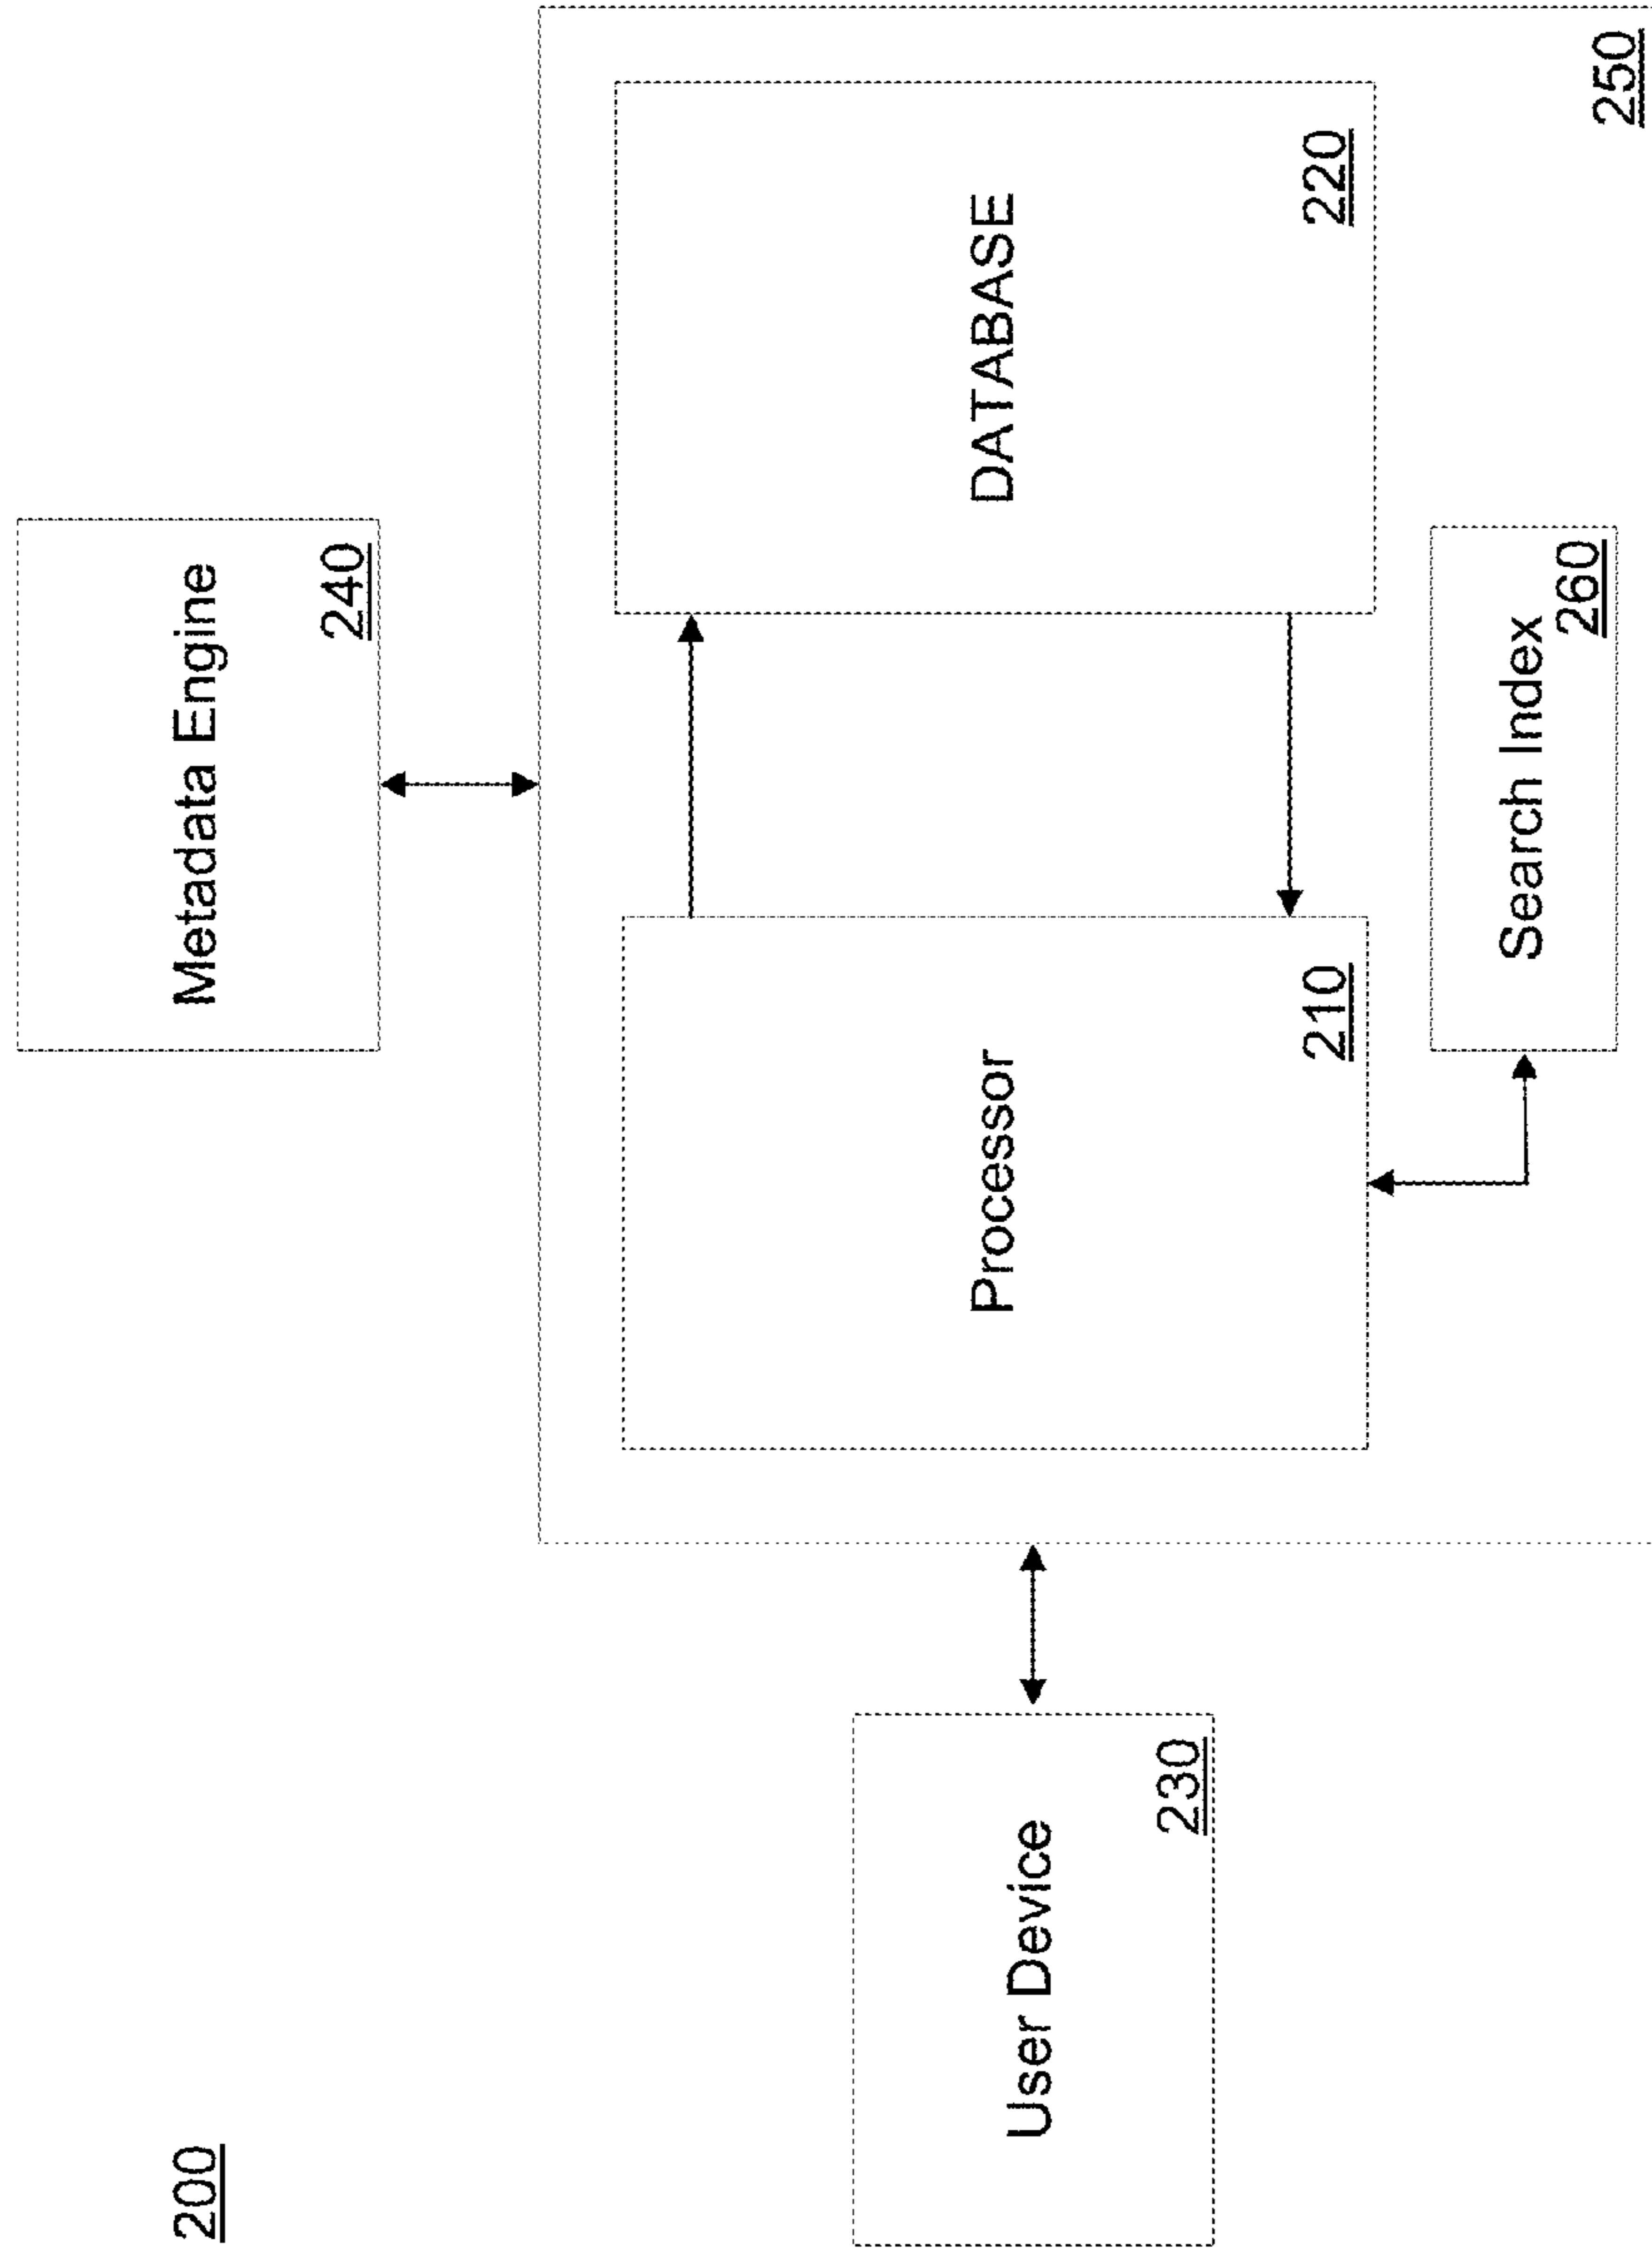 200
Metadata Engine
240
User Device
230
Processor
210
DATABASE
220
Search Index
260
250